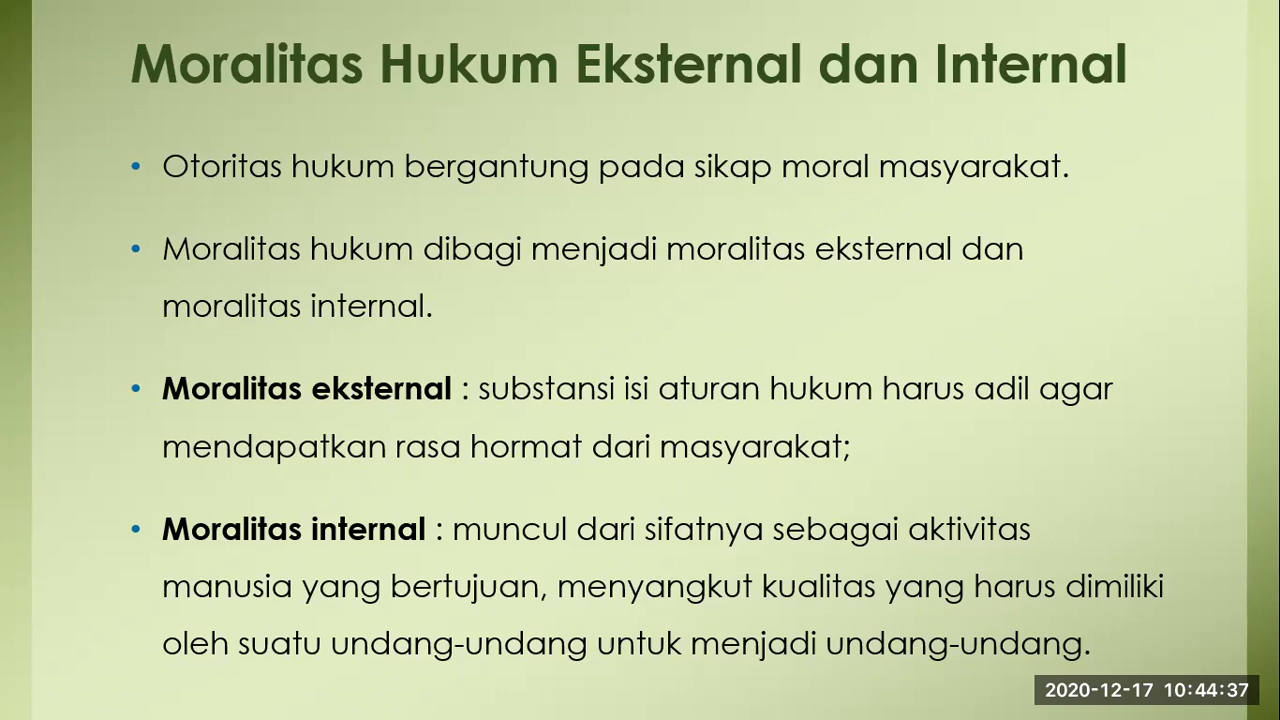 Moralitas Hukum Eksternal dan Internal
• Otoritas hukum bergantung pada sikap moral masyarakat.
• Moralitas hukum dibagi menjadi moralitas eksternal dan
moralitas internal.
• Moralitas eksternal : substansi isi aturan hukum harus adil agar
mendapatkan rasa hormat dari masyarakat;
• Moralitas internal : muncul dari sifatnya sebagai aktivitas
manusia yang bertujuan, menyangkut kualitas yang harus dimiliki
oleh suatu undang-undang untuk menjadi undang-undang.
2020-12-17 10:44:37